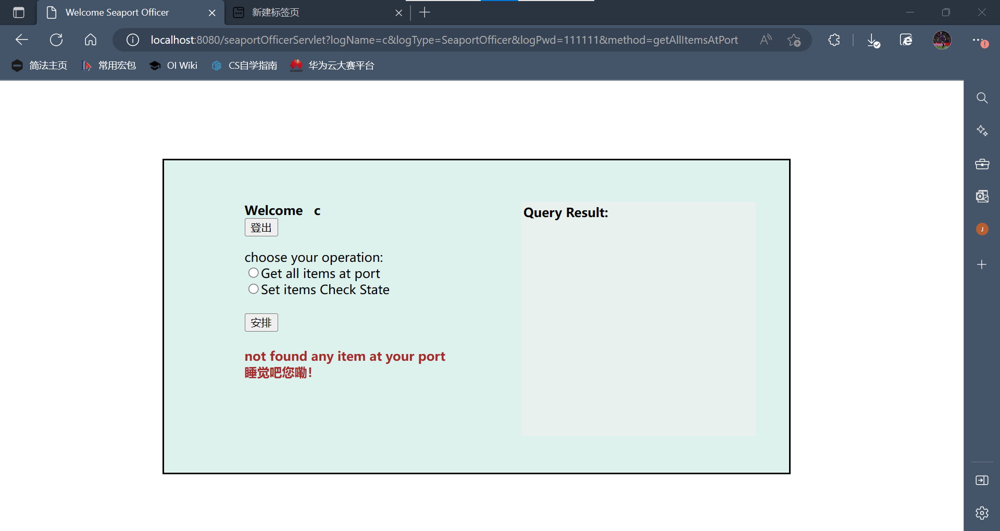 Welcome Seaport Officer
新建标签页
localhost:8080/seaportOfficerServlet?logName=c&logType=SeaportOfficer&logPwd=111111&method=getAllItemsAtPort
简法主页
常用宏包
OI Wiki
CS自学指南
华为云大赛平台
Welcome c
登出
choose your operation:
Get all items at port
Set items Check State
安排
not found any item at your port
睡觉吧您嘞!
Query Result:
J